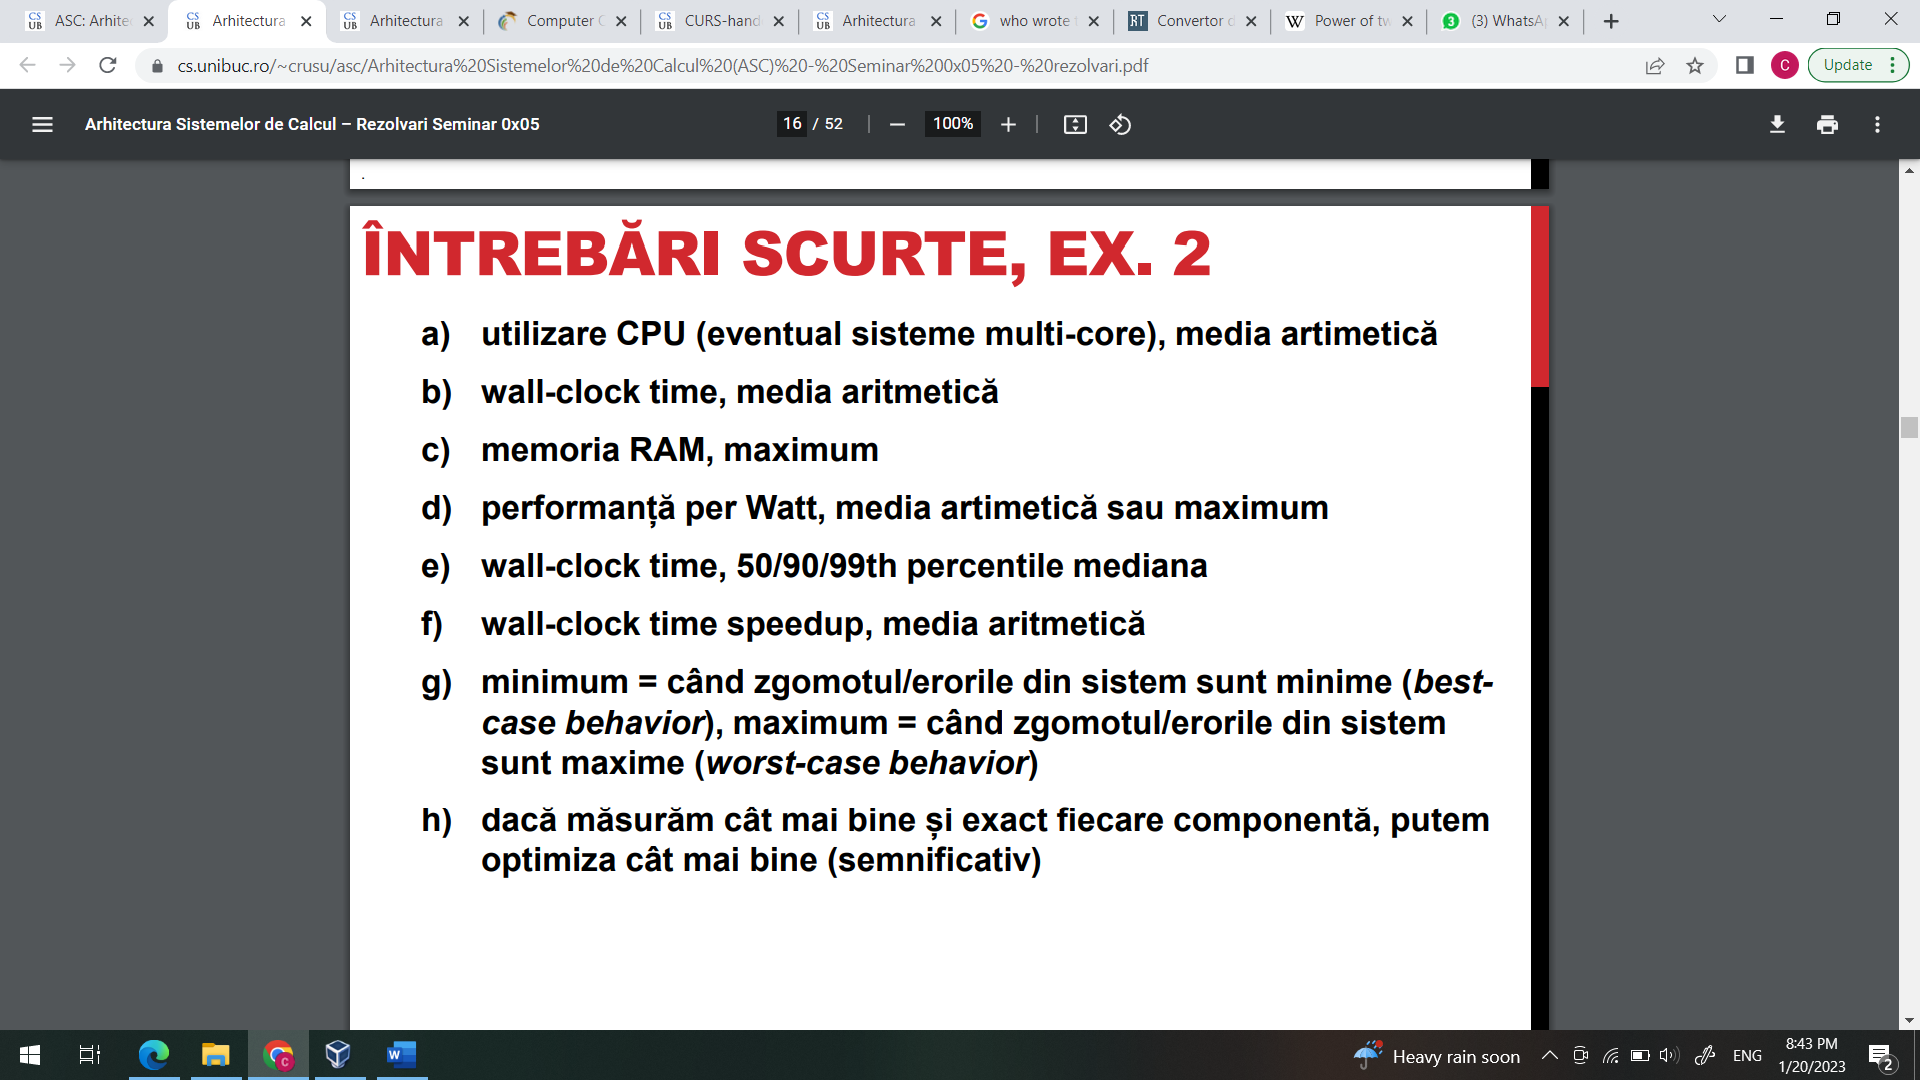 ASC: Arhite
Arhitectura
Arhitectura
Computer C
CURS-hand
Arhitectura
who wrote t
Convertor d
Power of tw
(3) WhatsA
cs.unibuc.ro/~crusu/asc/Arhitectura%20Sistemelor%20de%20Calcul%20(ASC)%20-%20Seminar%200x05%20-%20rezolvari.pdf
C
Update
Arhitectura Sistemelor de Calcul – Rezolvari Seminar 0x05
16 / 52
100%
.
ÎNTREBĂRI SCURTE, EX. 2
a) utilizare CPU (eventual sisteme multi-core), media artimetică
b) wall-clock time, media aritmetică
c) memoria RAM, maximum
d) performanță per Watt, media artimetică sau maximum
e) wall-clock time, 50/90/99th percentile mediana
f) wall-clock time speedup, media aritmetică
g) minimum = când zgomotul/erorile din sistem sunt minime (best-
case behavior), maximum = când zgomotul/erorile din sistem
sunt maxime (worst-case behavior)
h) dacă măsurăm cât mai bine și exact fiecare componentă, putem
optimiza cât mai bine (semnificativ)
Heavy rain soon
ENG
8:43 PM
1/20/2023
2